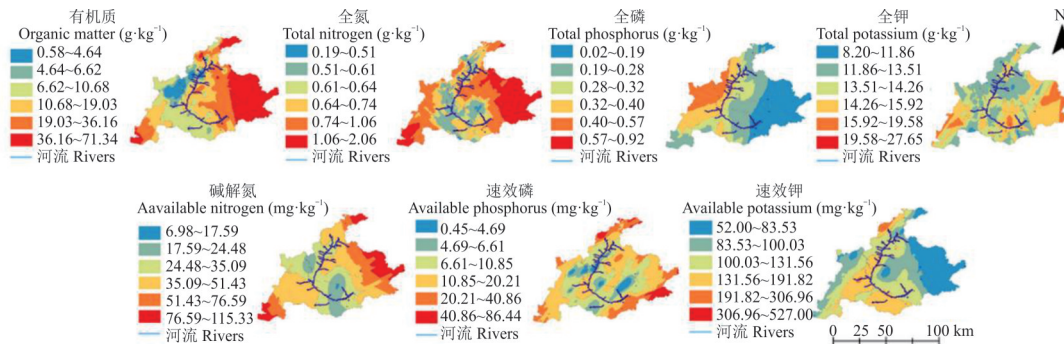 有机质
Organic matter (g·kg⁻¹)
0.58~4.64
4.64~6.62
6.62~10.68
10.68~19.03
19.03~36.16
36.16~71.34
河流 Rivers
全氮
Total nitrogen (g·kg⁻¹)
0.19~0.51
0.51~0.61
0.61~0.64
0.64~0.74
0.74~1.06
1.06~2.06
河流 Rivers
全磷
Total phosphorus (g·kg⁻¹)
0.02~0.19
0.19~0.28
0.28~0.32
0.32~0.40
0.40~0.57
0.57~0.92
河流 Rivers
全钾
Total potassium (g·kg⁻¹)
8.20~11.86
11.86~13.51
13.51~14.26
14.26~15.92
15.92~19.58
19.58~27.65
河流 Rivers
N
碱解氮
Aavailable nitrogen (mg·kg⁻¹)
6.98~17.59
17.59~24.48
24.48~35.09
35.09~51.43
51.43~76.59
76.59~115.33
河流 Rivers
速效磷
Available phosphorus (mg·kg⁻¹)
0.45~4.69
4.69~6.61
6.61~10.85
10.85~20.21
20.21~40.86
40.86~86.44
河流 Rivers
速效钾
Available potassium (mg·kg⁻¹)
52.00~83.53
83.53~100.03
100.03~131.56
131.56~191.82
191.82~306.96
306.96~527.00
河流 Rivers
0 25 50 100 km